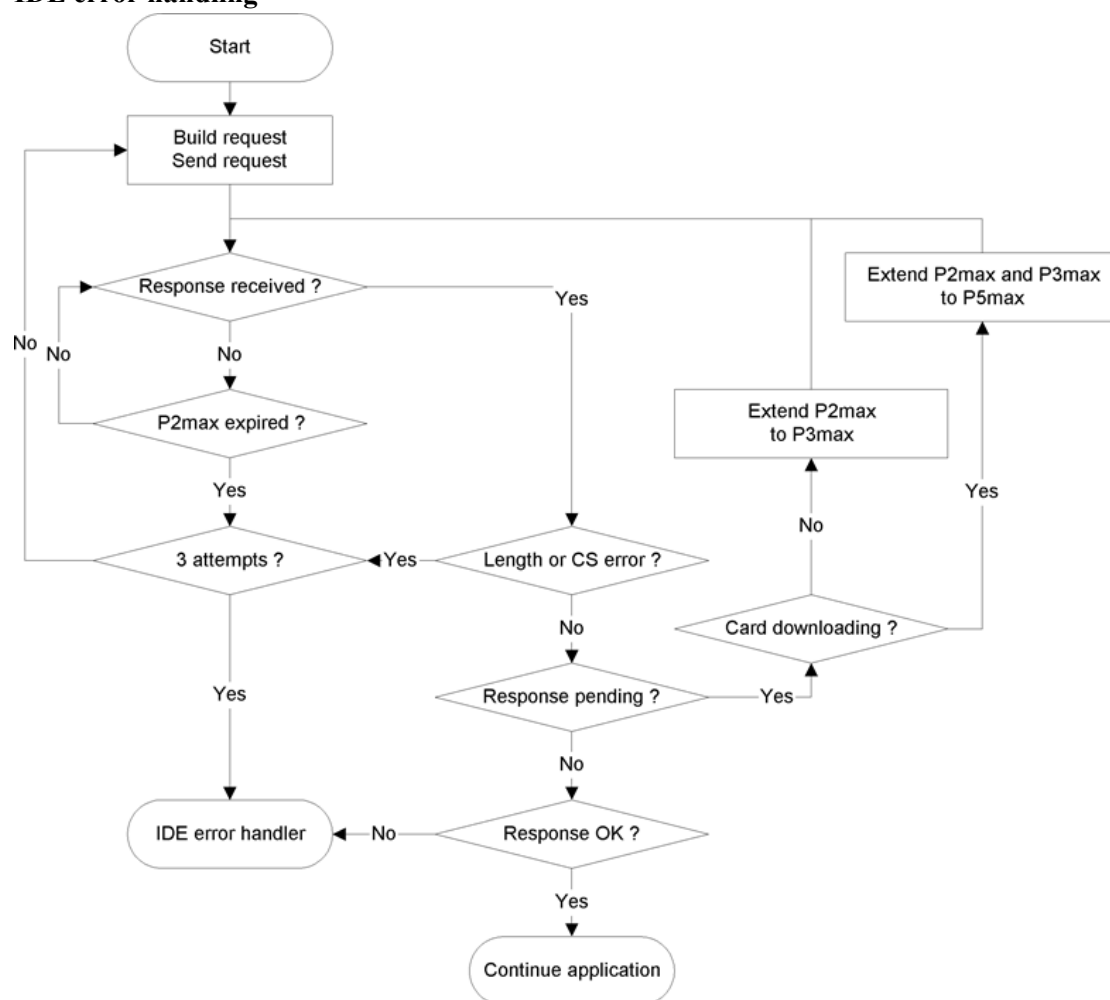 IDE error handling
Start
Build request
Send request
Response received ?
Yes
Extend P2max and P3max
to P5max
No
No
No
P2max expired ?
Extend P2max
to P3max
Yes
Yes
No
3 attempts ?
Yes
Length or CS error ?
No
Card downloading ?
Yes
Response pending ?
Yes
No
IDE error handler
No
Response OK ?
Yes
Continue application